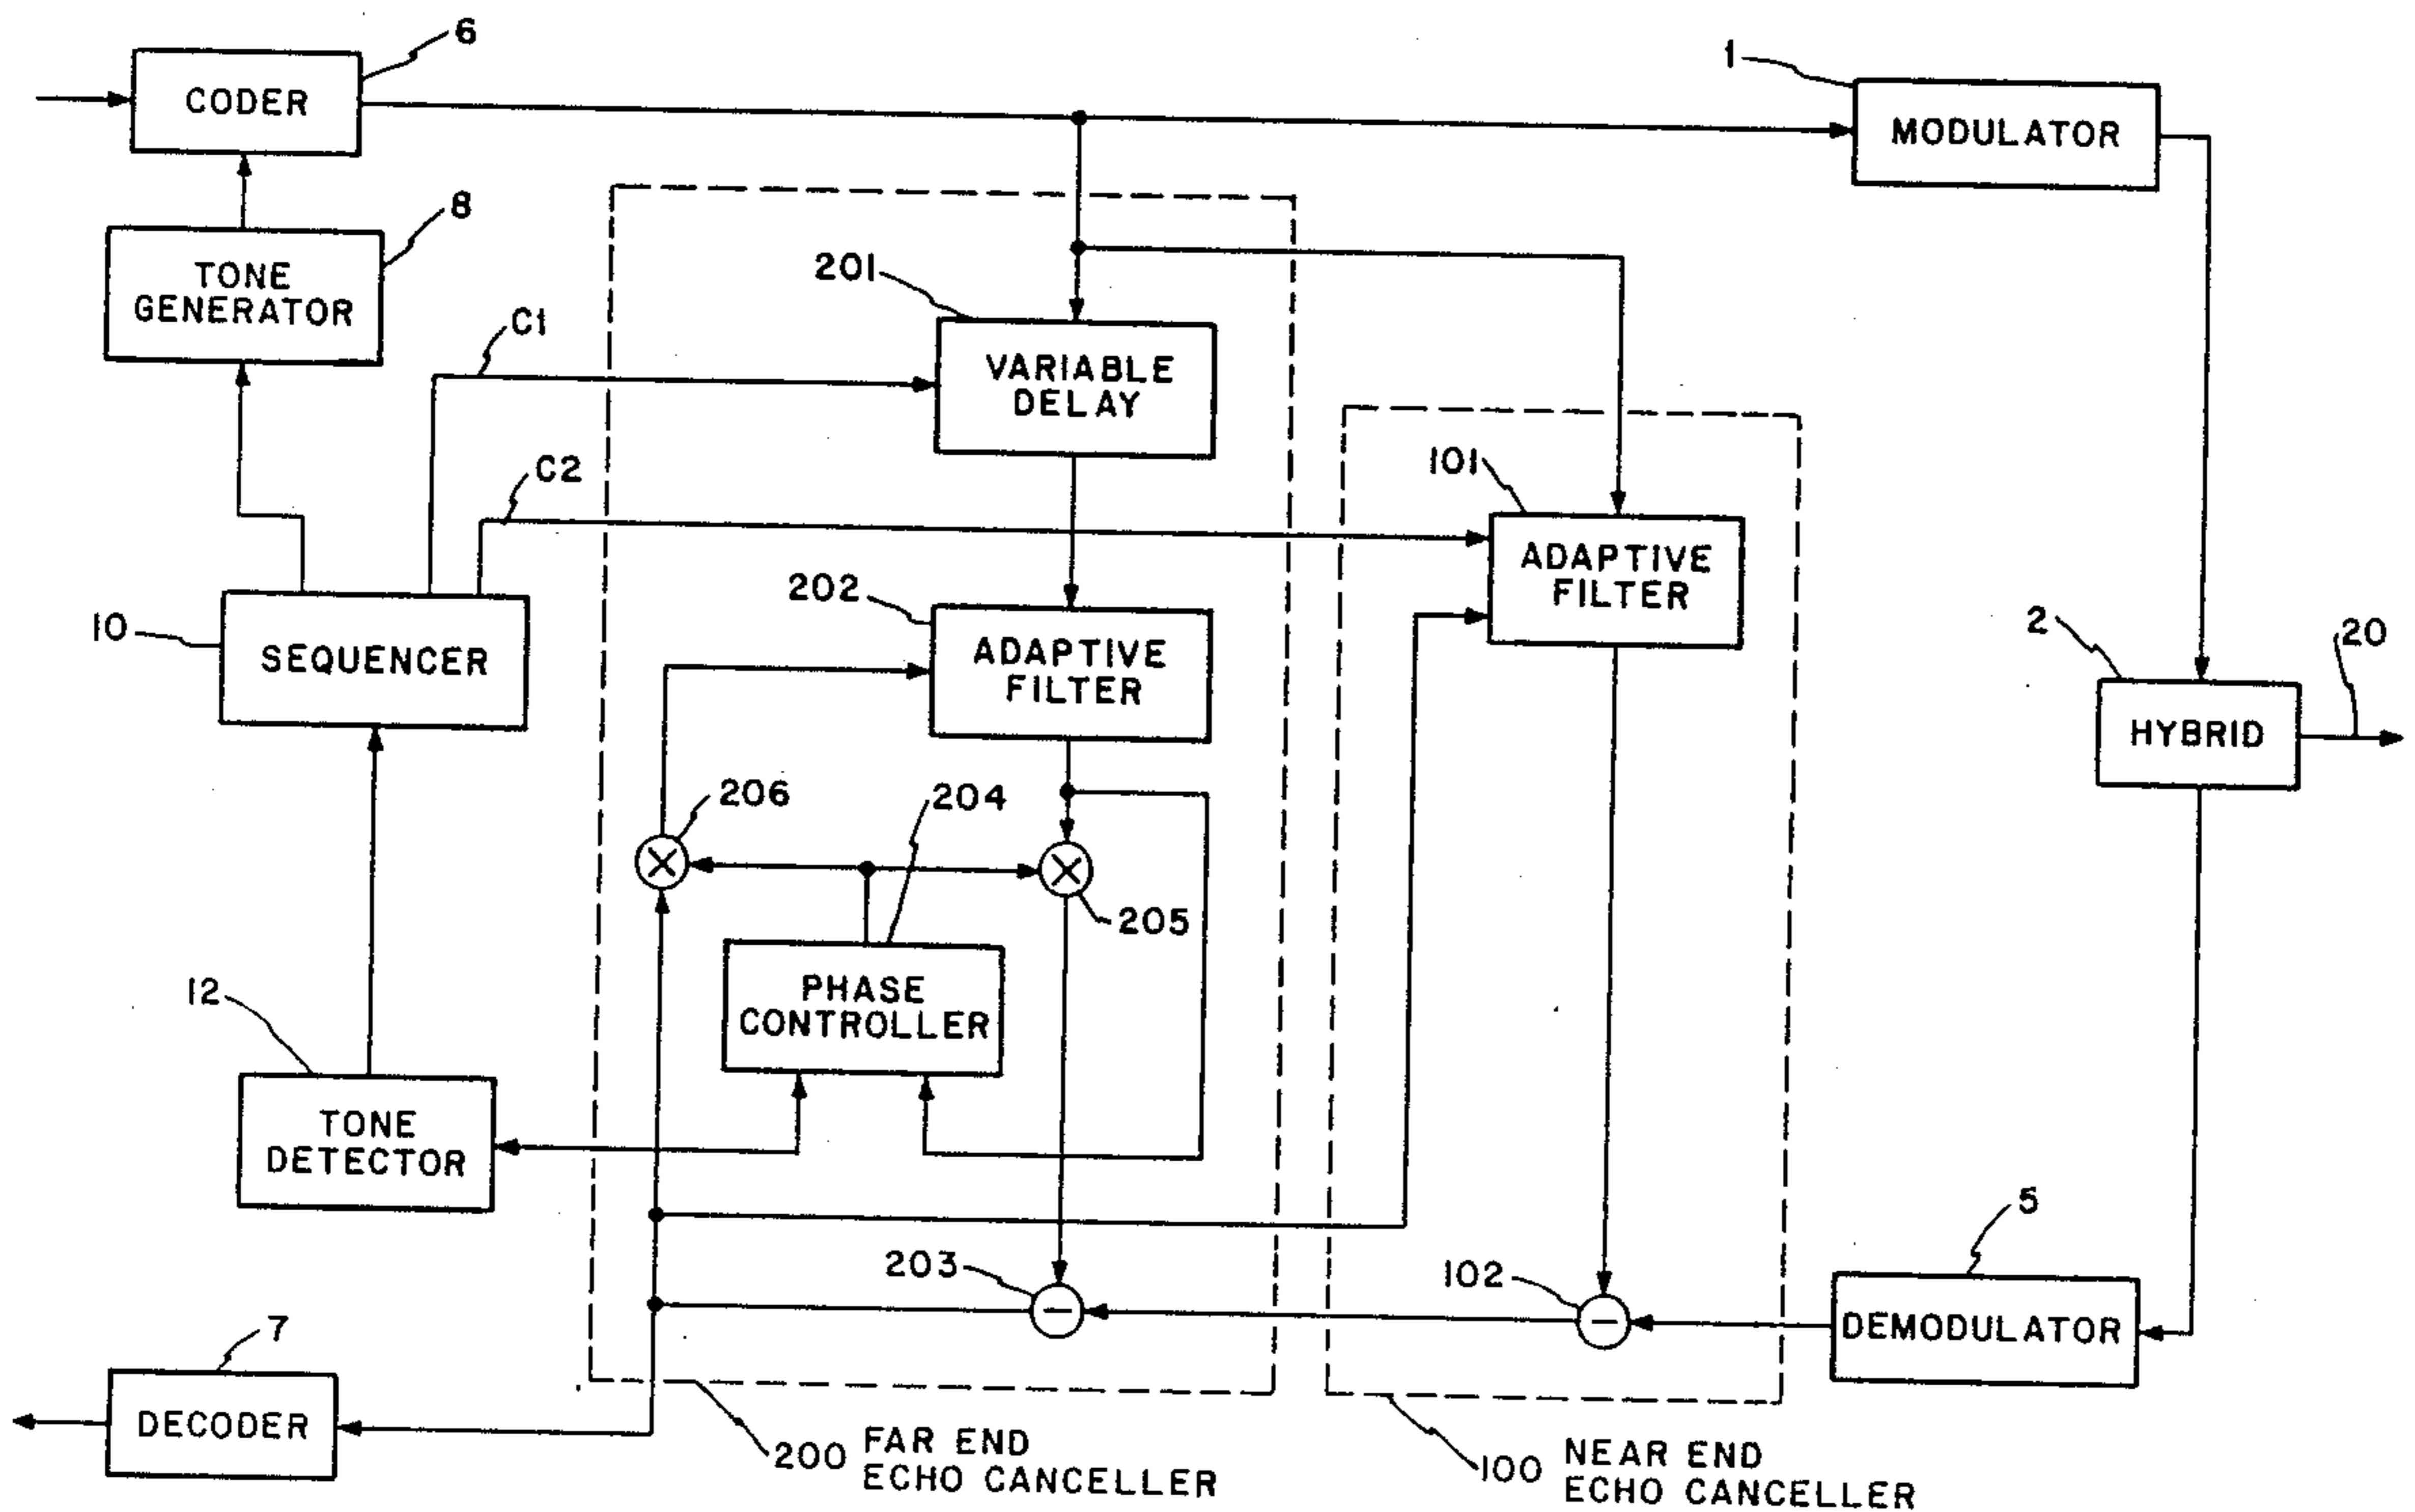 6
CODER
1
MODULATOR
8
TONE
GENERATOR
201
C1
VARIABLE
DELAY
C2
101
ADAPTIVE
FILTER
202
10
SEQUENCER
ADAPTIVE
FILTER
2
20
HYBRID
206
204
205
12
PHASE
CONTROLLER
TONE
DETECTOR
5
203
102
DEMODULATOR
7
DECODER
200 FAR END
ECHO CANCELLER
100 NEAR END
ECHO CANCELLER